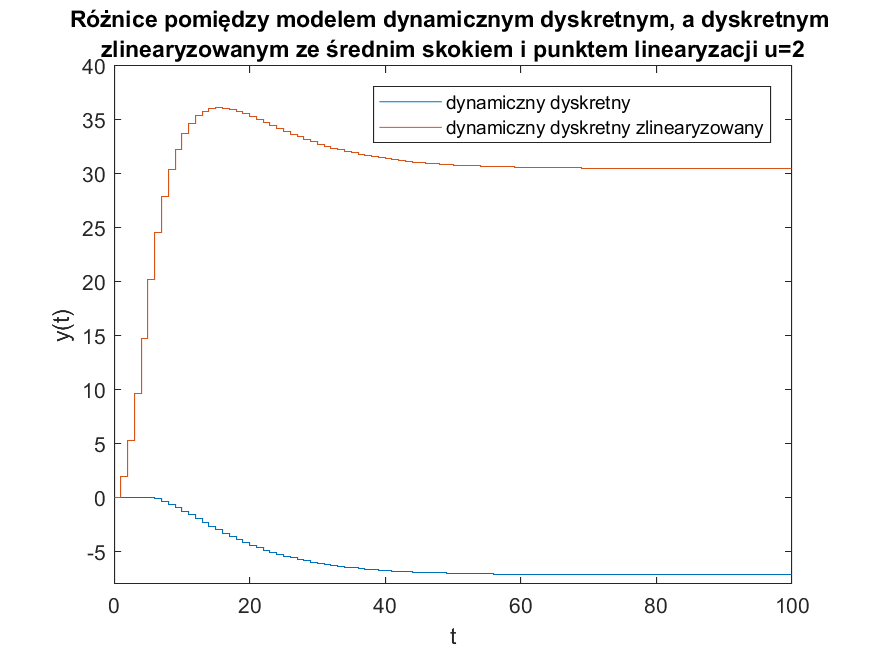 Różnice pomiędzy modelem dynamicznym dyskretnym, a dyskretnym
zlinearyzowanym ze średnim skokiem i punktem linearyzacji u=2
40
35
30
25
20
15
10
5
0
-5
y(t)
dynamiczny dyskretny
dynamiczny dyskretny zlinearyzowany
0 20 40 60 80 100
t